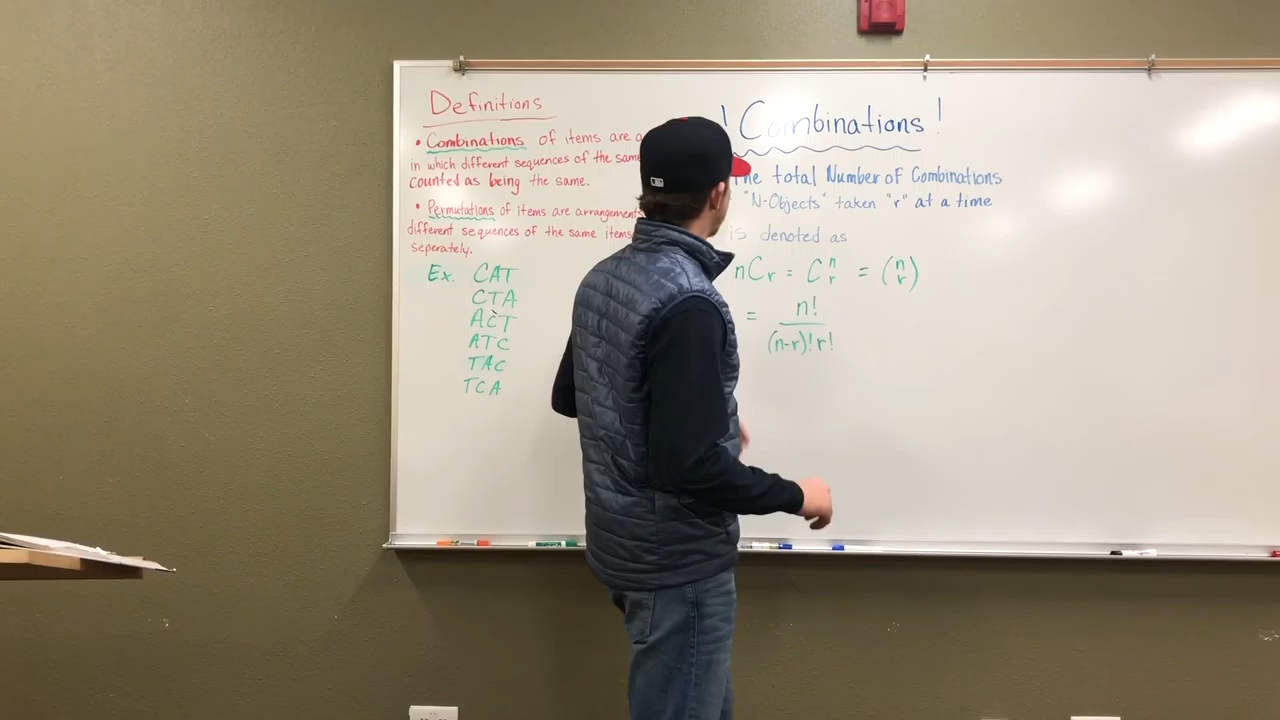 Definitions
• Combinations of items are a
in which different sequences of the same
counted as being the same.
• Permutations of items are arrangements
different sequences of the same items
seperately.
Ex. CAT
CTA
ACT
ATC
TAC
TCA
! Combinations !
The total Number of Combinations
"N-Objects" taken "r" at a time
is denoted as
nCr = C^n_r = (n r)
= n! / (n-r)! r!